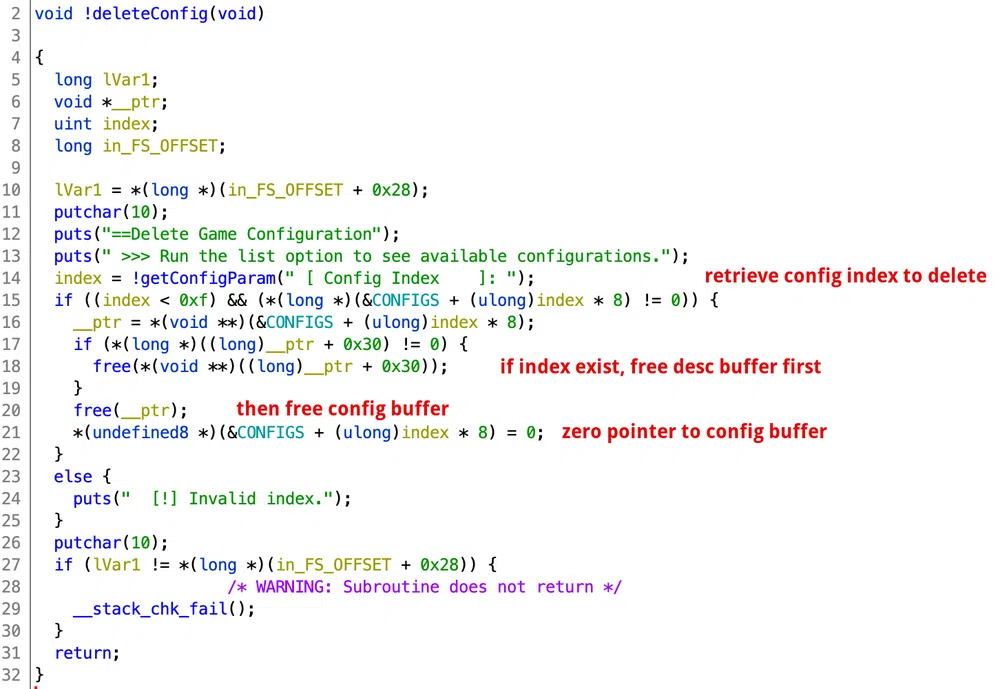 2 void !deleteConfig(void)
3
4 {
5 long lVar1;
6 void *__ptr;
7 uint index;
8 long in_FS_OFFSET;
9
10 lVar1 = *(long *)(in_FS_OFFSET + 0x28);
11 putchar(10);
12 puts("==Delete Game Configuration");
13 puts(" >>> Run the list option to see available configurations.");
14 index = !getConfigParam(" [ Config Index    ]: "); retrieve config index to delete
15 if ((index < 0xf) && (*(long *)(&CONFIGS + (ulong)index * 8) != 0)) {
16 __ptr = *(void **)(&CONFIGS + (ulong)index * 8);
17 if (*(long *)((long)__ptr + 0x30) != 0) {
18 free(*(void **)((long)__ptr + 0x30)); if index exist, free desc buffer first
19 }
20 free(__ptr); then free config buffer
21 *(undefined8 *)(&CONFIGS + (ulong)index * 8) = 0; zero pointer to config buffer
22 }
23 else {
24 puts("  [!] Invalid index.");
25 }
26 putchar(10);
27 if (lVar1 != *(long *)(in_FS_OFFSET + 0x28)) {
28 /* WARNING: Subroutine does not return */
29 __stack_chk_fail();
30 }
31 return;
32 }